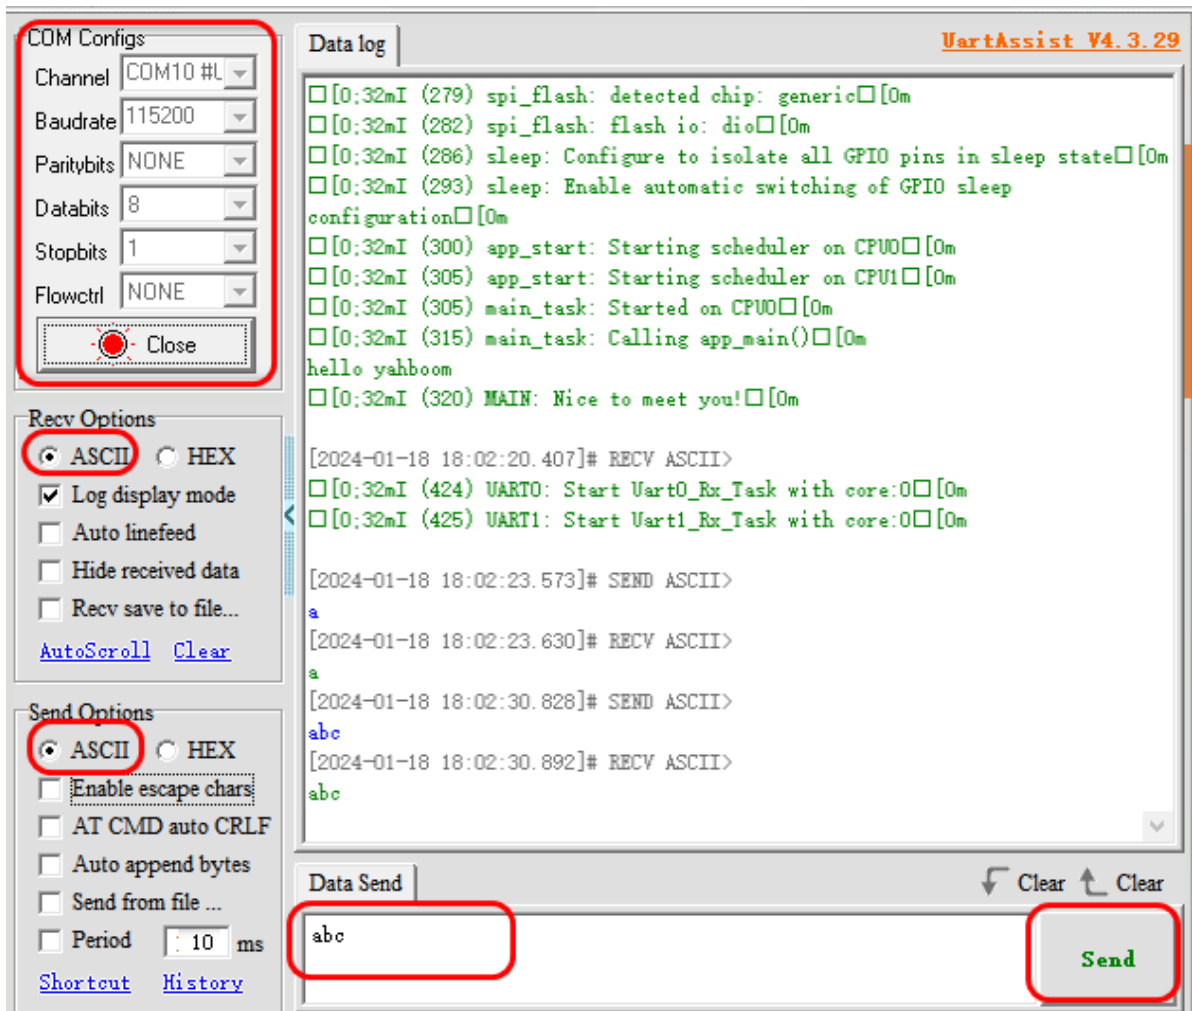 COM Configs
Channel COM10 #U
Baudrate 115200
Paritybits NONE
Databits 8
Stopbits 1
Flowctrl NONE
Close
Recv Options
ASCII HEX
Log display mode
Auto linefeed
Hide received data
Recv save to file...
AutoScroll Clear
Send Options
ASCII HEX
Enable escape chars
AT CMD auto CRLF
Auto append bytes
Send from file ...
Period 10 ms
Shortcut History
Data log
UartAssist V4.3.29
□[0;32mI (279) spi_flash: detected chip: generic□[0m
□[0;32mI (282) spi_flash: flash io: dio□[0m
□[0;32mI (286) sleep: Configure to isolate all GPIO pins in sleep state□[0m
□[0;32mI (293) sleep: Enable automatic switching of GPIO sleep
configuration□[0m
□[0;32mI (300) app_start: Starting scheduler on CPU0□[0m
□[0;32mI (305) app_start: Starting scheduler on CPU1□[0m
□[0;32mI (305) main_task: Started on CPU0□[0m
□[0;32mI (315) main_task: Calling app_main()□[0m
hello yahboom
□[0;32mI (320) MAIN: Nice to meet you!□[0m
[2024-01-18 18:02:20.407]# RECV ASCII>
□[0;32mI (424) UART0: Start Uart0_Rx_Task with core:0□[0m
□[0;32mI (425) UART1: Start Uart1_Rx_Task with core:0□[0m
[2024-01-18 18:02:23.573]# SEND ASCII>
a
[2024-01-18 18:02:23.630]# RECV ASCII>
a
[2024-01-18 18:02:30.828]# SEND ASCII>
abc
[2024-01-18 18:02:30.892]# RECV ASCII>
abc
Data Send
Clear Clear
abc
Send